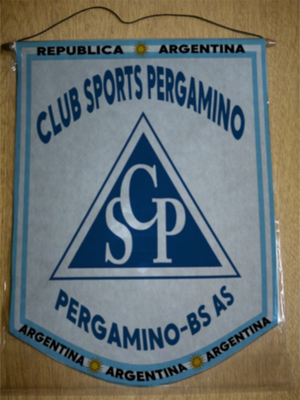 REPUBLICA ARGENTINA
CLUB SPORTS PERGAMINO
SCP
PERGAMINO-BS AS
ARGENTINA ARGENTINA ARGENTINA